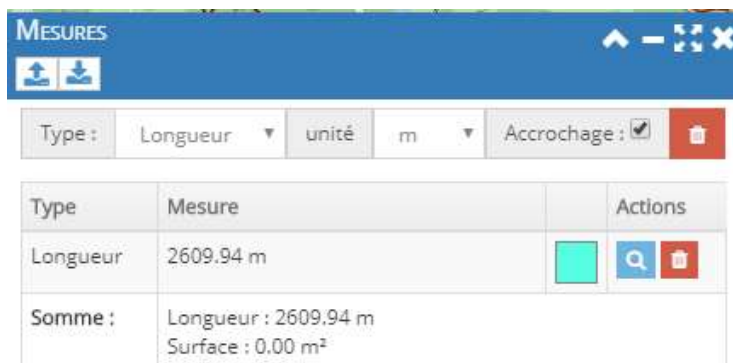 MESURES
Type : Longueur unité m Accrochage :
Type Mesure Actions
Longueur 2609.94 m
Somme : Longueur : 2609.94 m
Surface : 0.00 m²